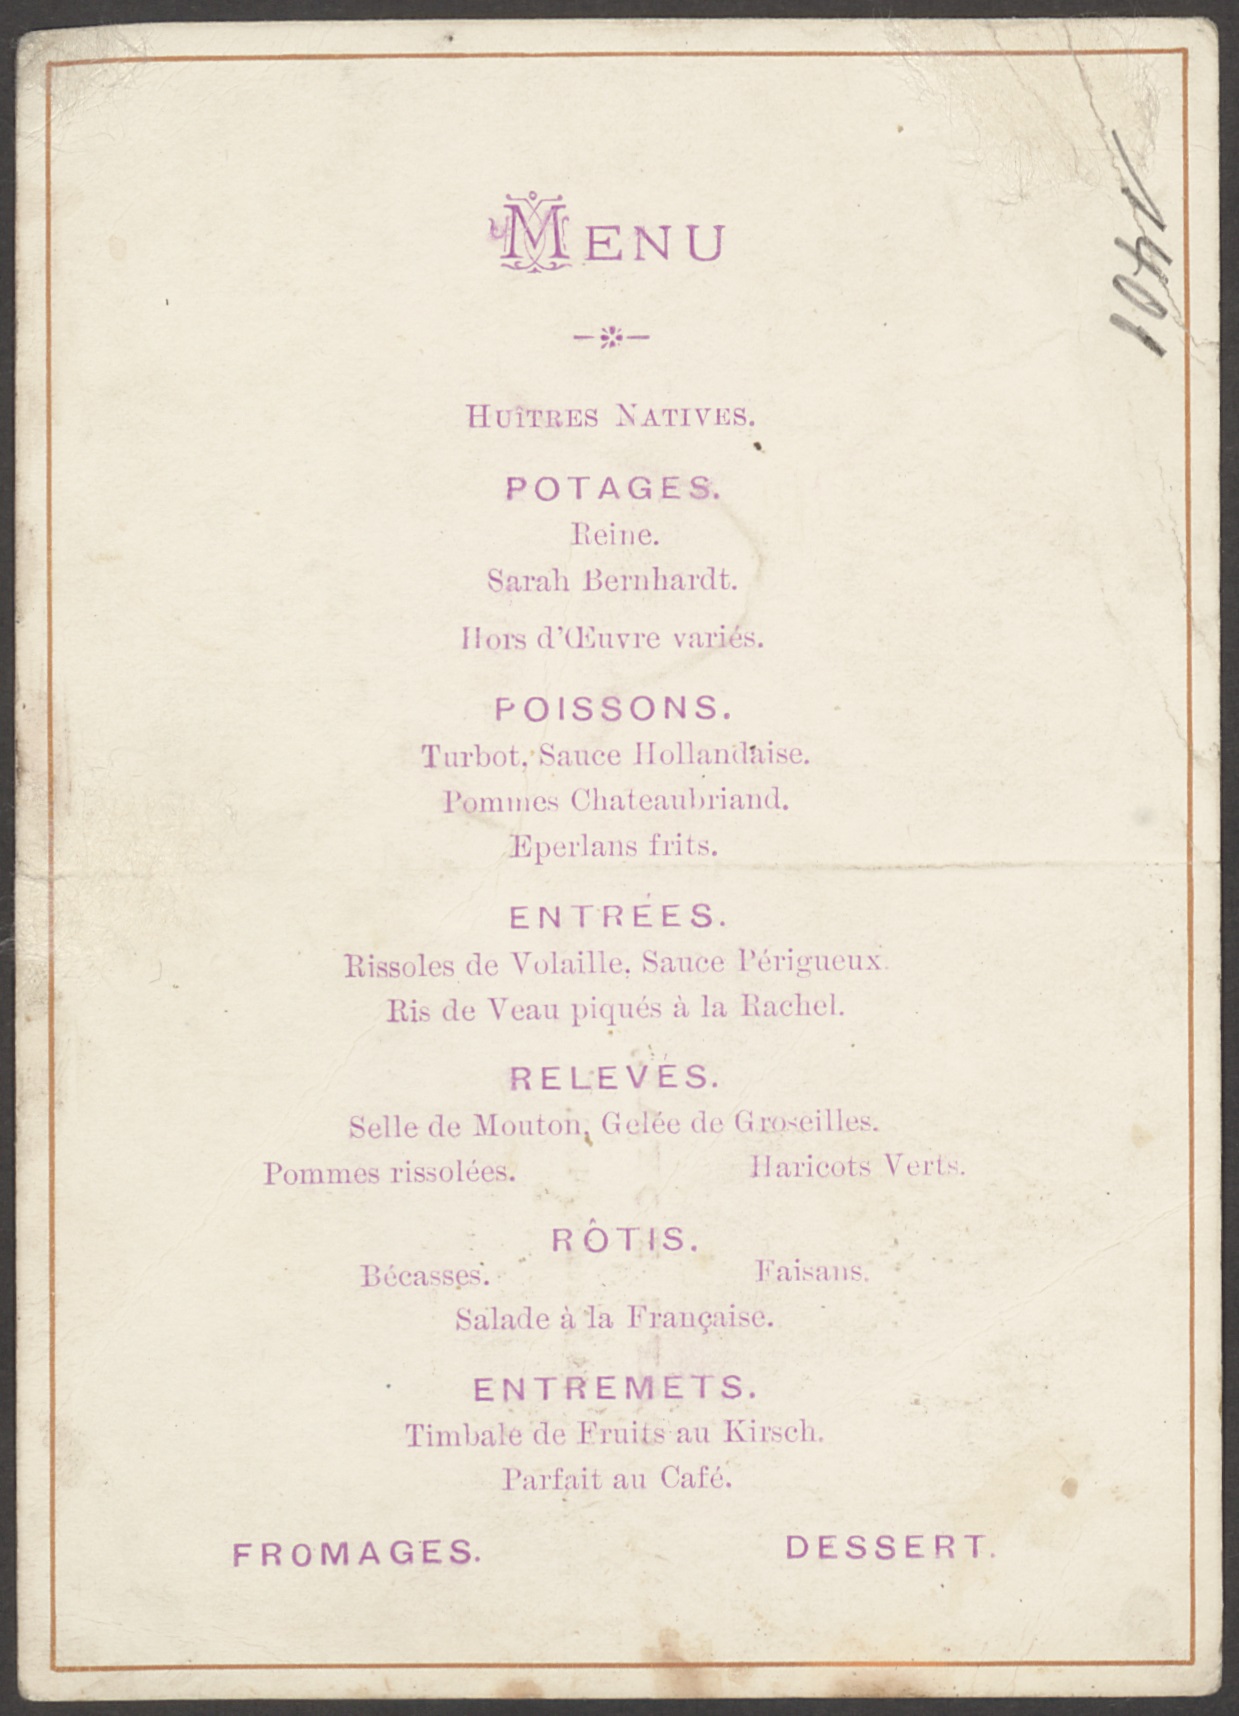 MENU
HUîTRES NATIVES.
POTAGES.
Reine.
Sarah Bernhardt.
Hors d'Œuvre variés.
POISSONS.
Turbot, Sauce Hollandaise.
Pommes Chateaubriand.
Eperlans frits.
ENTRÉES.
Rissoles de Volaille, Sauce Périgueux.
Ris de Veau piqués à la Rachel.
RELEVÉS.
Selle de Mouton, Gelée de Groseilles.
Pommes rissolées. Haricots Verts.
RÔTIS.
Bécasses. Faisans.
Salade à la Française.
ENTREMETS.
Timbale de Fruits au Kirsch.
Parfait au Café.
FROMAGES. DESSERT.